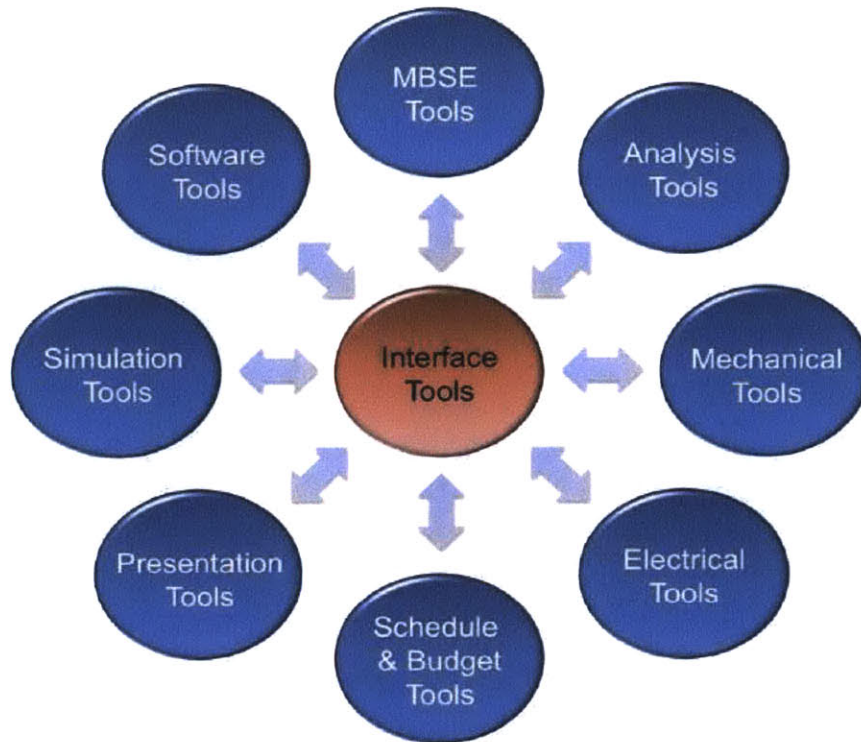 MBSE
Tools
Software
Tools
Analysis
Tools
Simulation
Tools
Interface
Tools
Mechanical
Tools
Presentation
Tools
Electrical
Tools
Schedule
& Budget
Tools